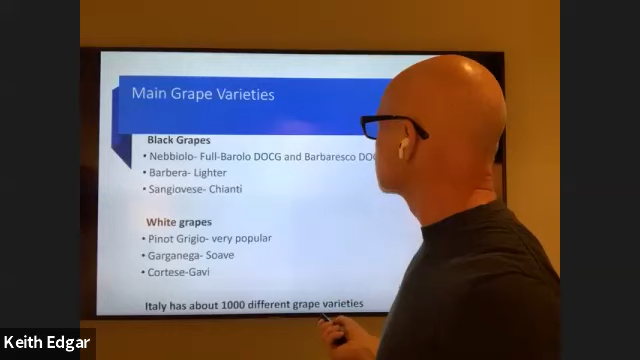 Main Grape Varieties
Black Grapes
• Nebbiolo- Full-Barolo DOCG and Barbaresco
• Barbera- Lighter
• Sangiovese- Chianti
White grapes
• Pinot Grigio- very popular
• Garganega- Soave
• Cortese-Gavi
Italy has about 1000 different grape varieties
Keith Edgar